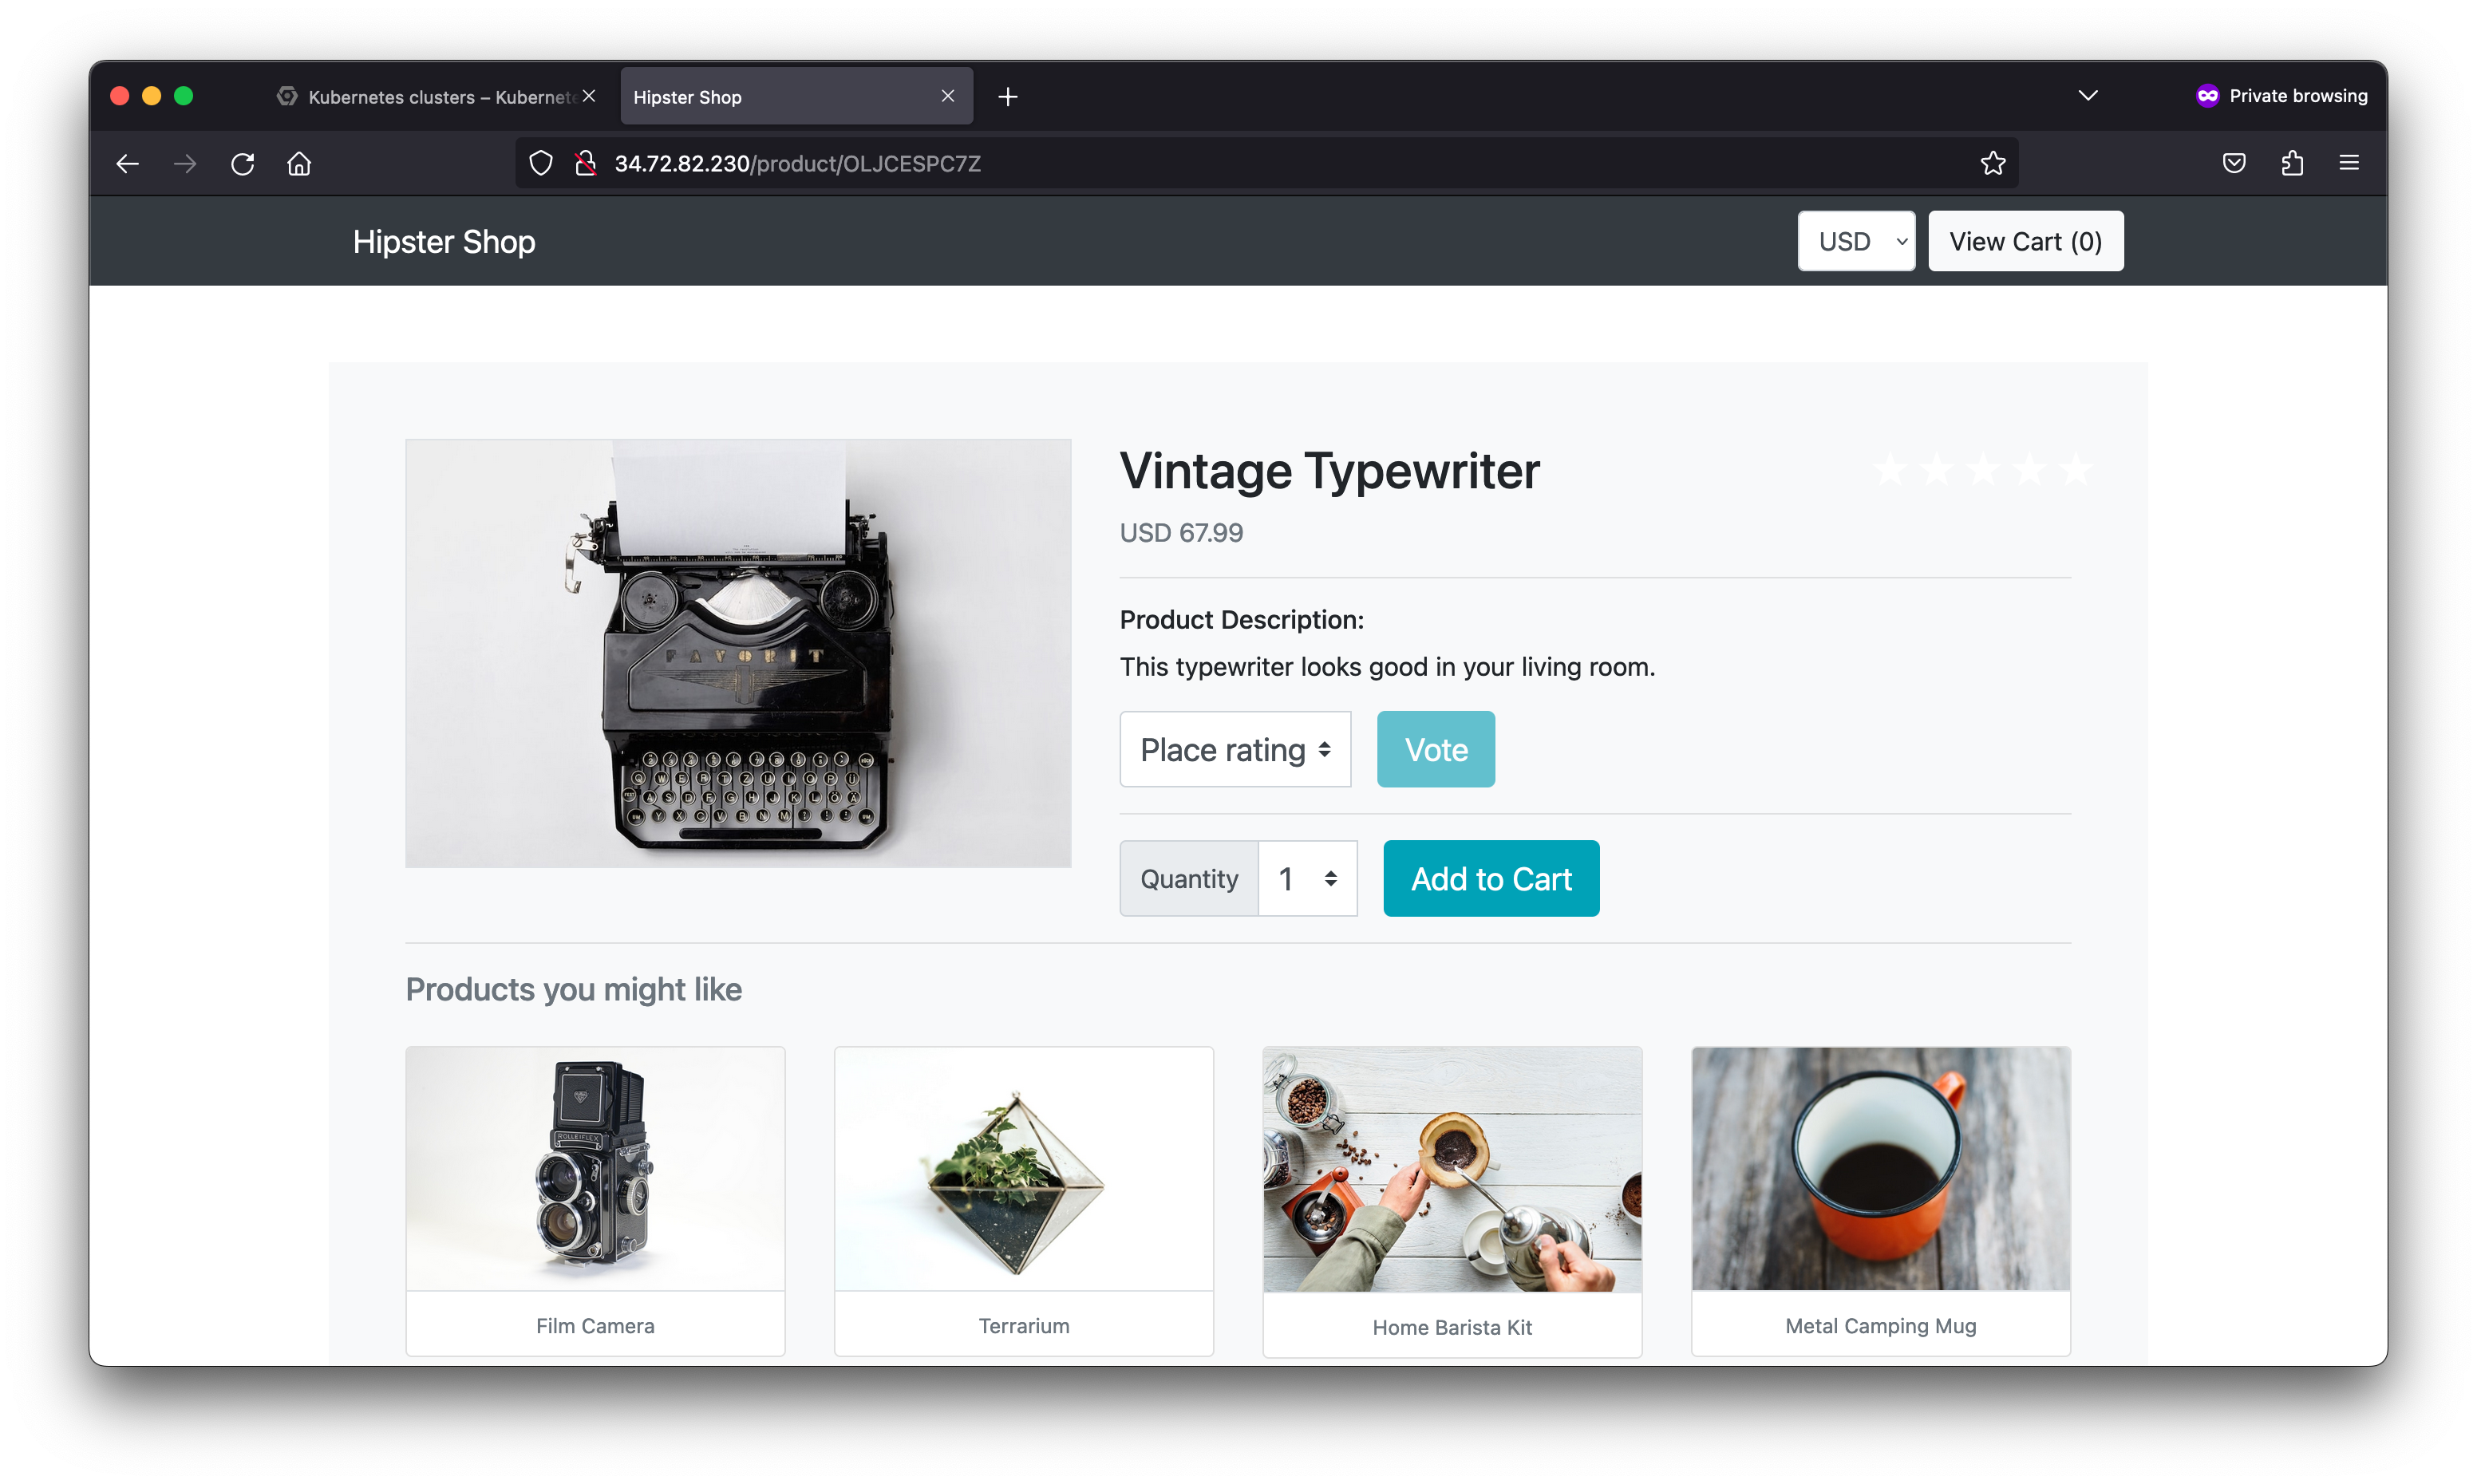 Kubernetes clusters – Kubernete
Hipster Shop
Private browsing
34.72.82.230/product/OLJCESPC7Z
Hipster Shop
USD
View Cart (0)
Vintage Typewriter
USD 67.99
Product Description:
This typewriter looks good in your living room.
Place rating
Vote
Quantity
1
Add to Cart
FAVORIT
Products you might like
ROLLEIFLEX
Film Camera
Terrarium
Home Barista Kit
Metal Camping Mug